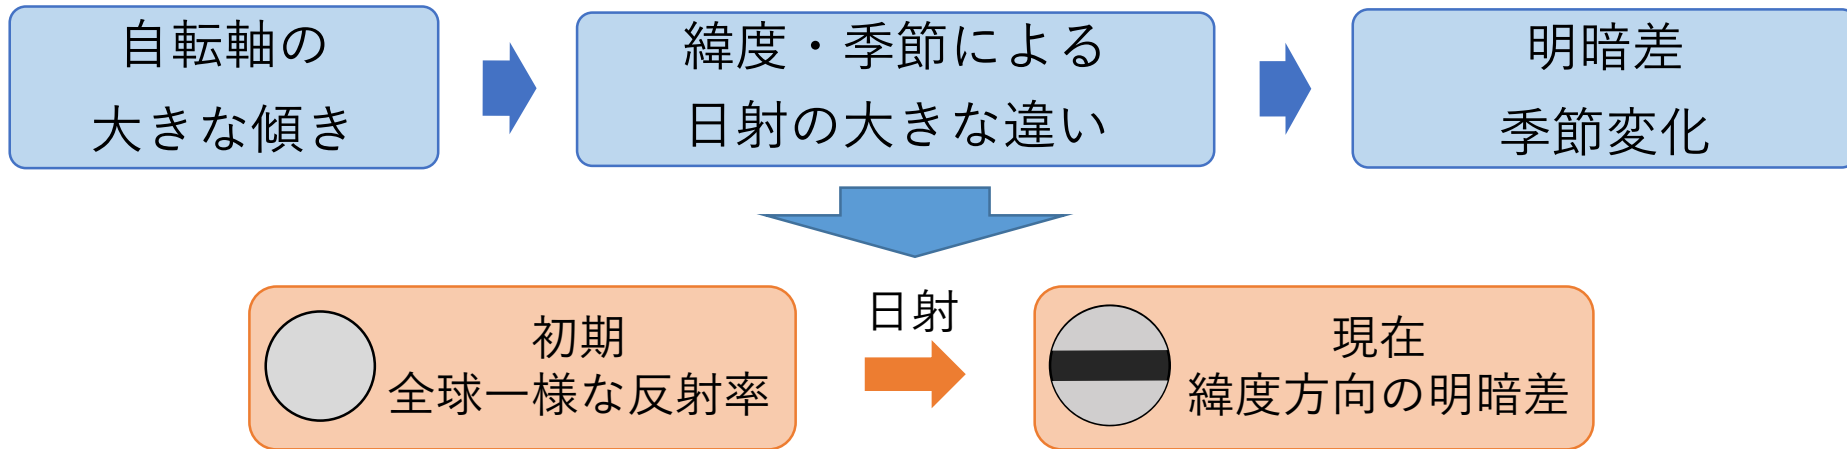 自転軸の
大きな傾き
緯度・季節による
日射の大きな違い
明暗差
季節変化
初期
全球一様な反射率
日射
現在
緯度方向の明暗差